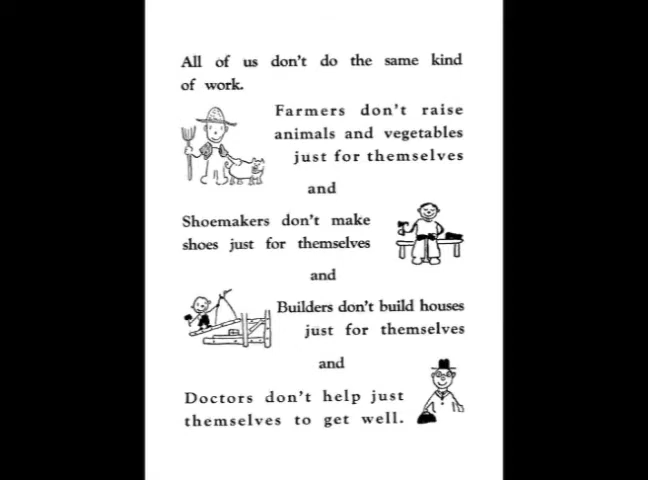 All of us don't do the same kind
of work.
Farmers don't raise
animals and vegetables
just for themselves
and
Shoemakers don't make
shoes just for themselves
and
Builders don't build houses
just for themselves
and
Doctors don't help just
themselves to get well.